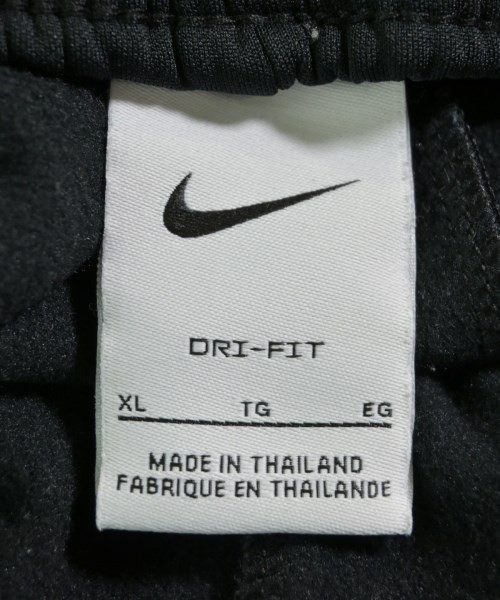 DRI-FIT
XL TG EG
MADE IN THAILAND
FABRIQUE EN THAILANDE